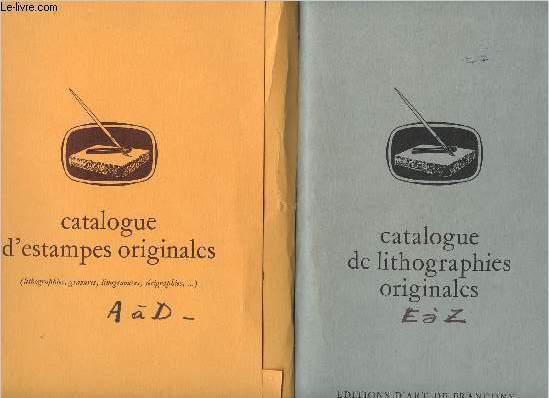 Le-livre.com
catalogue
d'estampes originales
(lithographies, gravures, linogravures, sérigraphies, ...)
A à D -
catalogue
de lithographies
originales
E à Z
EDITIONS D'ART DE FRANCONY